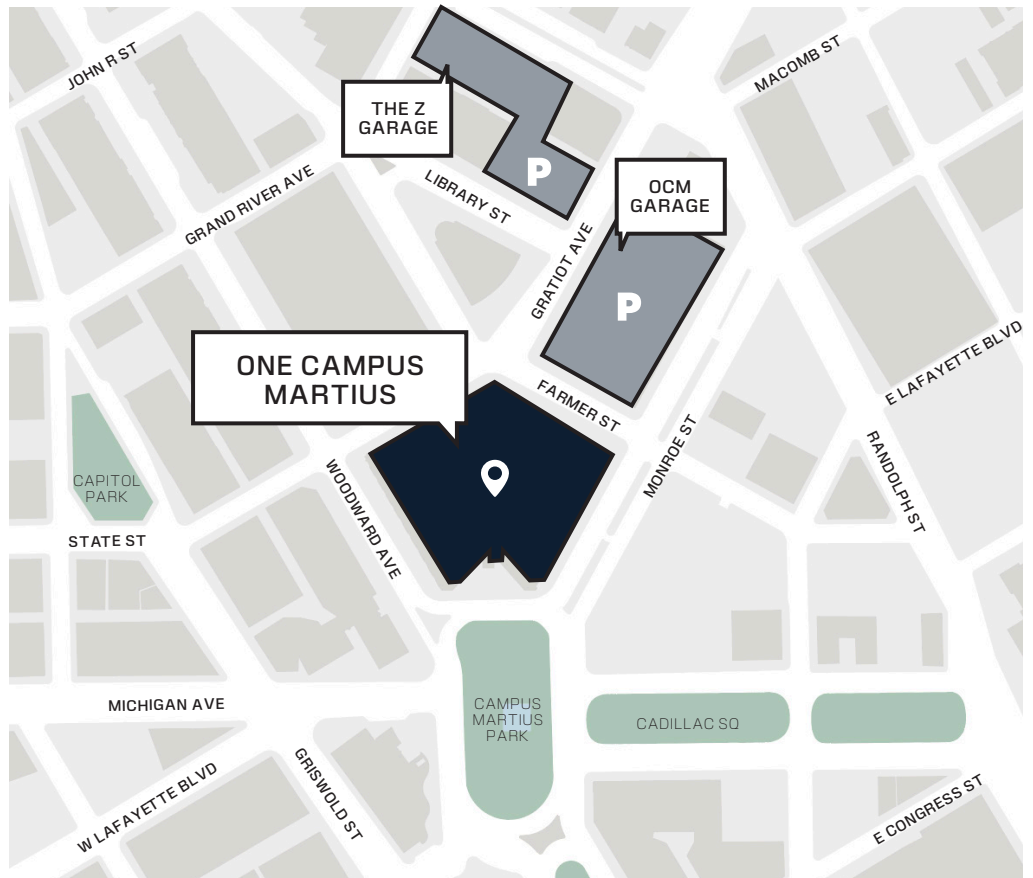 JOHN R ST
MACOMB ST
THE Z
GARAGE
P
OCM
GARAGE
LIBRARY ST
GRAND RIVER AVE
GRATIOT AVE
P
ONE CAMPUS
MARTIUS
E LAFAYETTE BLVD
FARMER ST
MONROE ST
RANDOLPH ST
CAPITOL
PARK
WOODWARD AVE
STATE ST
MICHIGAN AVE
CAMPUS
MARTIUS
PARK
CADILLAC SQ
W LAFAYETTE BLVD
GRISWOLD ST
E CONGRESS ST